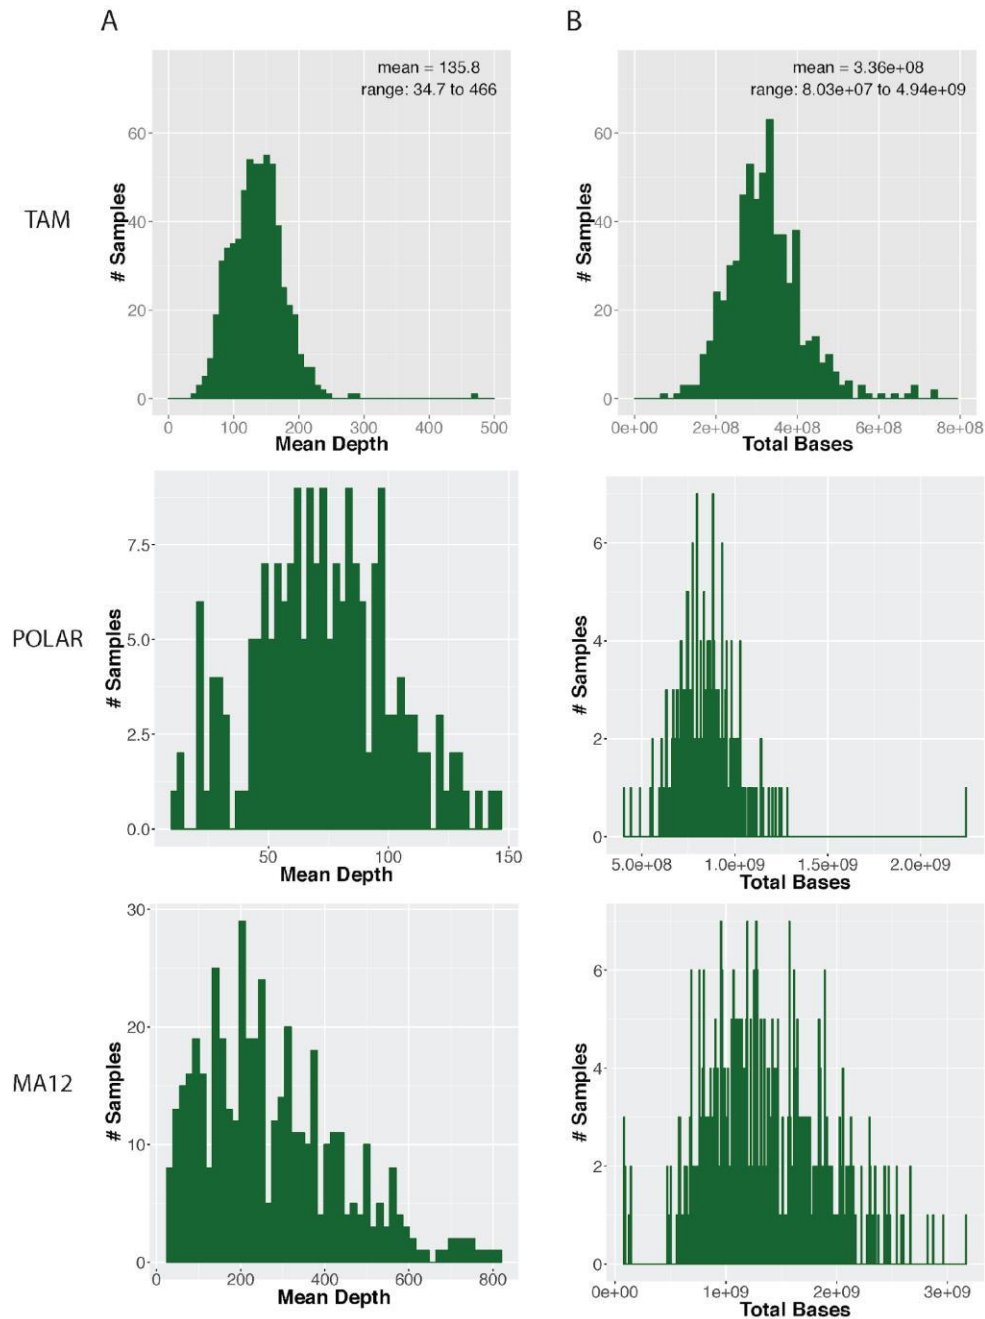 A
B
TAM
mean = 135.8
range: 34.7 to 466
# Samples
60
40
20
0
0 100 200 300 400 500
Mean Depth
mean = 3.36e+08
range: 8.03e+07 to 4.94e+09
# Samples
60
40
20
0
0e+00 2e+08 4e+08 6e+08 8e+08
Total Bases
POLAR
# Samples
7.5
5.0
2.5
0.0
50 100 150
Mean Depth
# Samples
6
4
2
0
5.0e+08 1.0e+09 1.5e+09 2.0e+09
Total Bases
MA12
# Samples
30
20
10
0
0 200 400 600 800
Mean Depth
# Samples
6
4
2
0
0e+00 1e+09 2e+09 3e+09
Total Bases